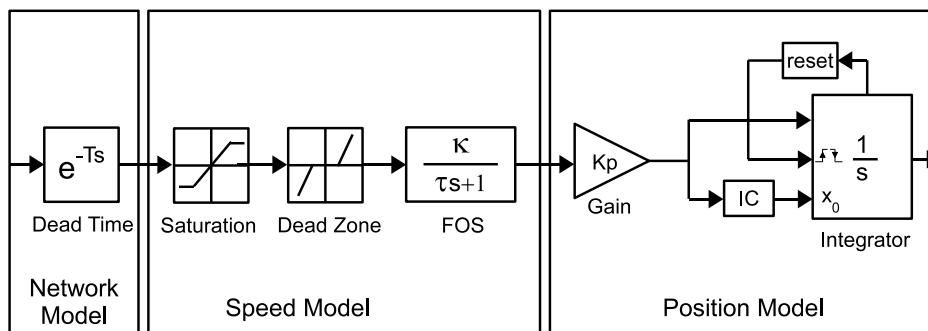 e-Ts
Dead Time
Network
Model
Saturation
Dead Zone
κ
τs+1
FOS
Speed Model
Kp
Gain
reset
IC
1
s
x0
Integrator
Position Model